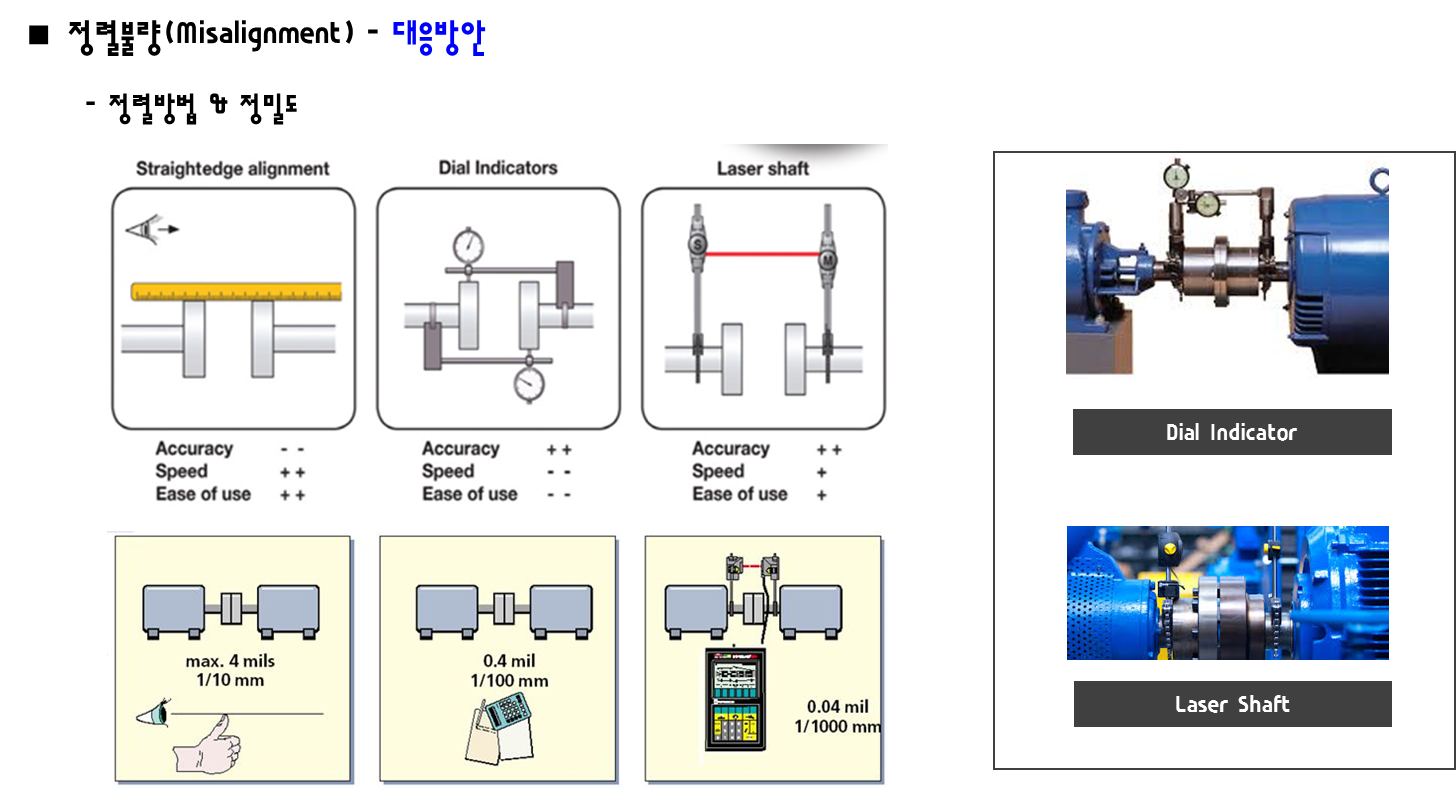 ■ 정렬불량(Misalignment) - 대응방안
- 정렬방법 & 정밀도
Straightedge alignment
Dial Indicators
Laser shaft
S
M
Accuracy - -
Speed + +
Ease of use + +
Accuracy + +
Speed - -
Ease of use - -
Accuracy + +
Speed +
Ease of use +
max. 4 mils
1/10 mm
0.4 mil
1/100 mm
0.04 mil
1/1000 mm
Dial Indicator
Laser Shaft